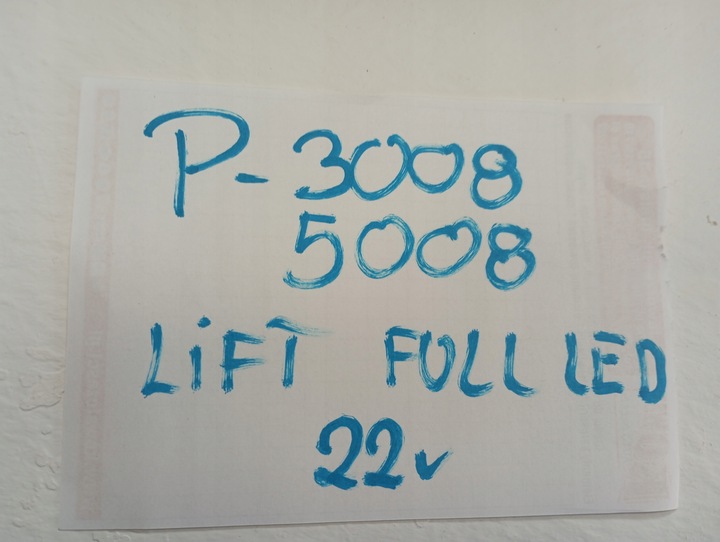 P-3008
5008
LiFT FULL LED
22v